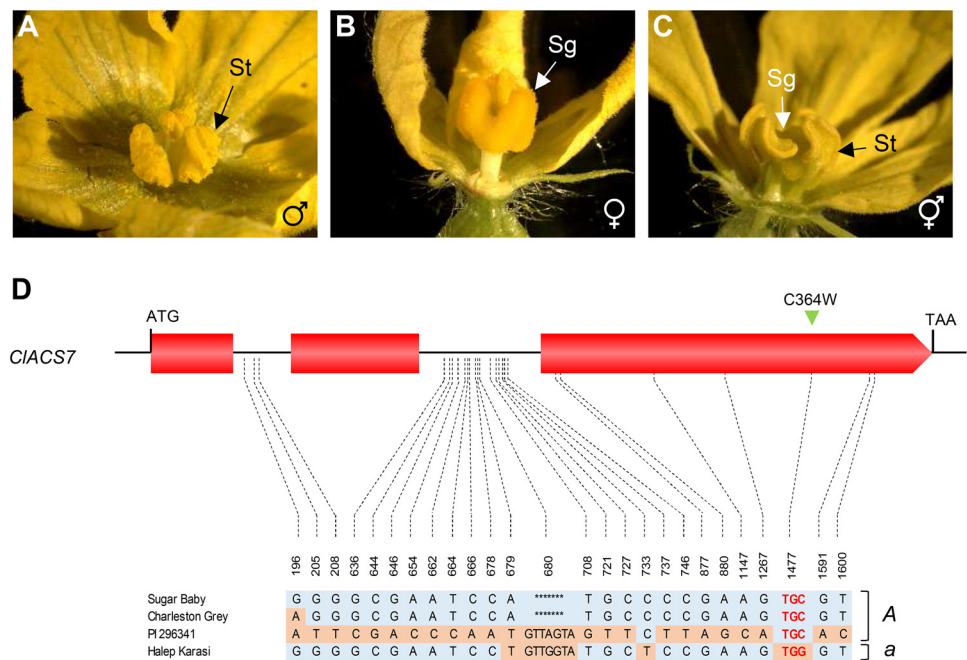 A
St
♂
B
Sg
♀
C
Sg
St
⚥
D
C364W
ATG
TAA
ClACS7
196 205 208 636 644 646 654 662 664 666 678 679 680 708 721 727 733 737 746 877 880 1147 1267 1477 1591 1600
Sugar Baby G G G G C G A A T C C A ******* T G C C C C G A A G TGC G T
Charleston Grey A G G G C G A A T C C A ******* T G C C C C G A A G TGC G T
PI 296341 A T T C G A C C C A A T GTTAGTA G T T C T T A G C A TGC A C
A
Halep Karasi G G G G C G A A T C C T GTTGGTA T G C T C C G A A G TGG G T
a